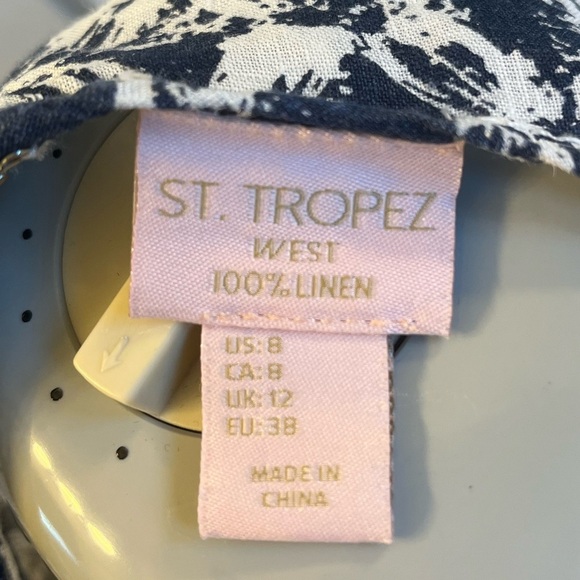 ST. TROPEZ
WEST
100% LINEN
US: 8
CA: 8
UK: 12
EU: 38
MADE IN
CHINA